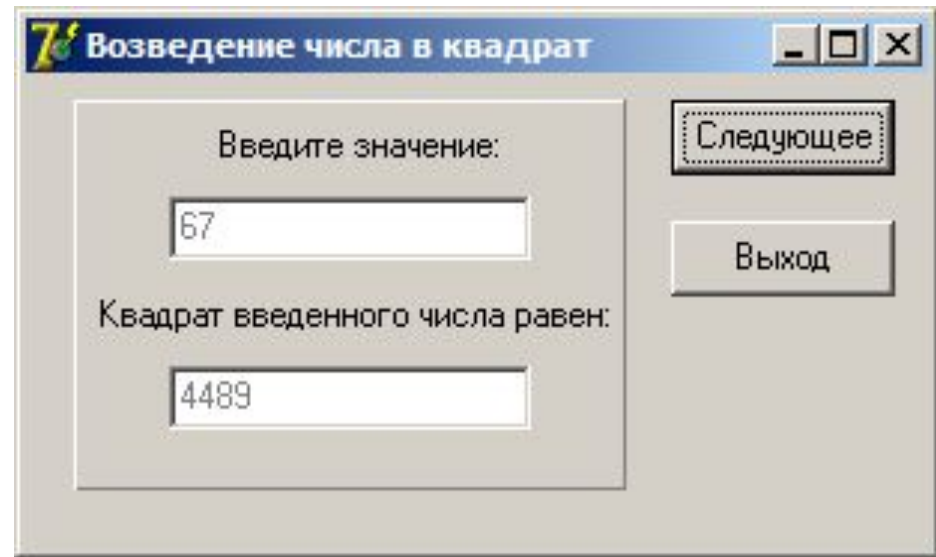 Возведение числа в квадрат
Введите значение:
67
Квадрат введенного числа равен:
4489
Следующее
Выход